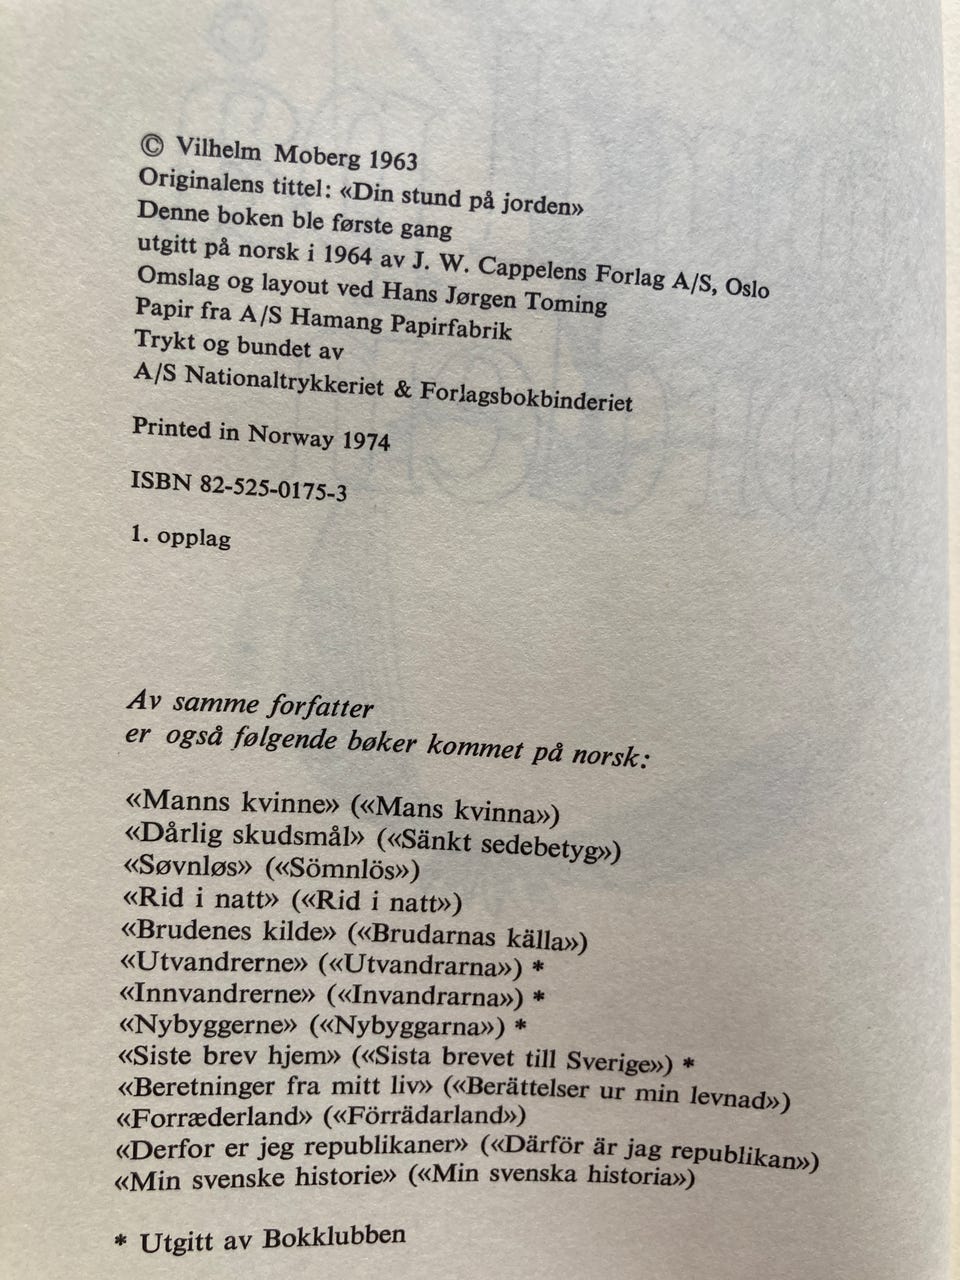 © Vilhelm Moberg 1963
Originalens tittel: «Din stund på jorden»
Denne boken ble første gang
utgitt på norsk i 1964 av J. W. Cappelens Forlag A/S, Oslo
Omslag og layout ved Hans Jørgen Toming
Papir fra A/S Hamang Papirfabrik
Trykt og bundet av
A/S Nationaltrykkeriet & Forlagsbokbinderiet
Printed in Norway 1974
ISBN 82-525-0175-3
1. opplag
Av samme forfatter
er også følgende bøker kommet på norsk:
«Manns kvinne» («Mans kvinna»)
«Dårlig skudsmål» («Sänkt sedebetyg»)
«Søvnløs» («Sömnlös»)
«Rid i natt» («Rid i natt»)
«Brudenes kilde» («Brudarnas källa»)
«Utvandrerne» («Utvandrarna») *
«Innvandrerne» («Invandrarna») *
«Nybyggerne» («Nybyggarna») *
«Siste brev hjem» («Sista brevet till Sverige») *
«Beretninger fra mitt liv» («Berättelser ur min levnad»)
«Forræderland» («Förrädarland»)
«Derfor er jeg republikaner» («Därför är jag republikan»)
«Min svenske historie» («Min svenska historia»)
* Utgitt av Bokklubben